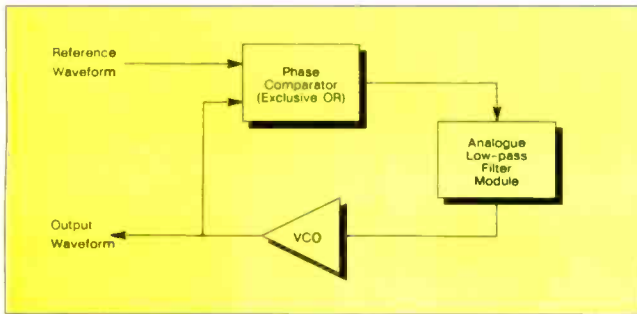 Reference
Waveform
Phase
Comparator
(Exclusive OR)
Analogue
Low-pass
Filter
Module
Output
Waveform
VCO